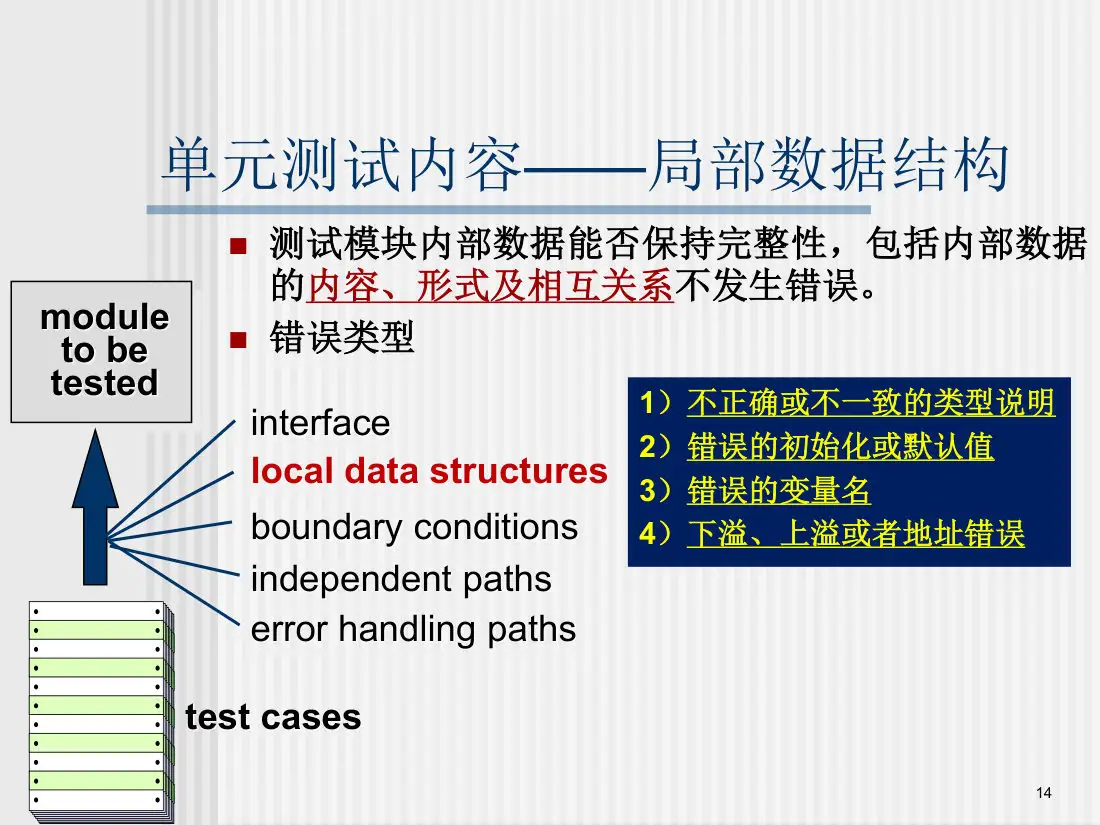 单元测试内容——局部数据结构
测试模块内部数据能否保持完整性，包括内部数据
的内容、形式及相互关系不发生错误。
错误类型
module
to be
tested
interface
local data structures
boundary conditions
independent paths
error handling paths
test cases
1）不正确或不一致的类型说明
2）错误的初始化或默认值
3）错误的变量名
4）下溢、上溢或者地址错误
14